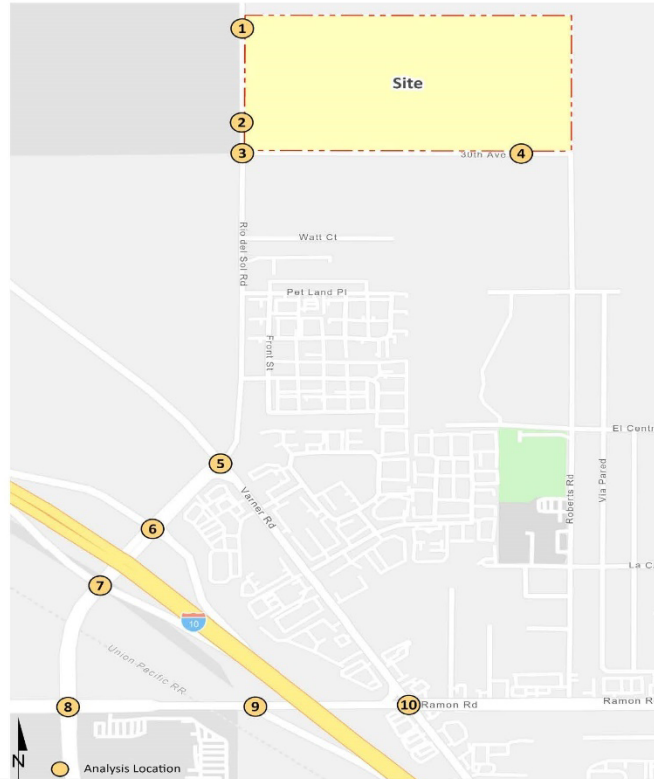 1
Site
2
3
30th Ave
4
Rio del Sol Rd
Watt Ct
Pet Land Pl
Front St
El Centr
5
Varner Rd
Roberts Rd
Via Pared
6
La C
7
10
Union Pacific RR
8
9
10
Ramon Rd
Ramon R
N
Analysis Location